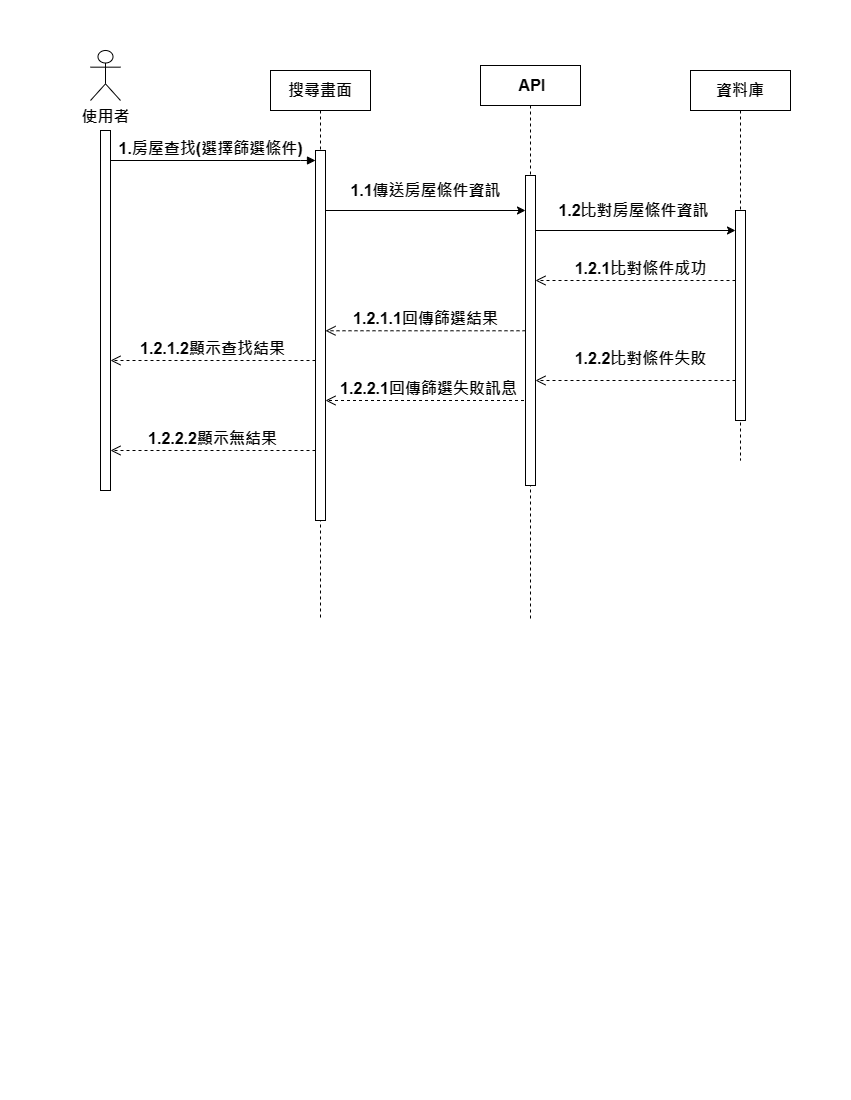 使用者
搜尋畫面
API
資料庫
1.房屋查找(選擇篩選條件)
1.1傳送房屋條件資訊
1.2比對房屋條件資訊
1.2.1比對條件成功
1.2.1.1回傳篩選結果
1.2.1.2顯示查找結果
1.2.2比對條件失敗
1.2.2.1回傳篩選失敗訊息
1.2.2.2顯示無結果